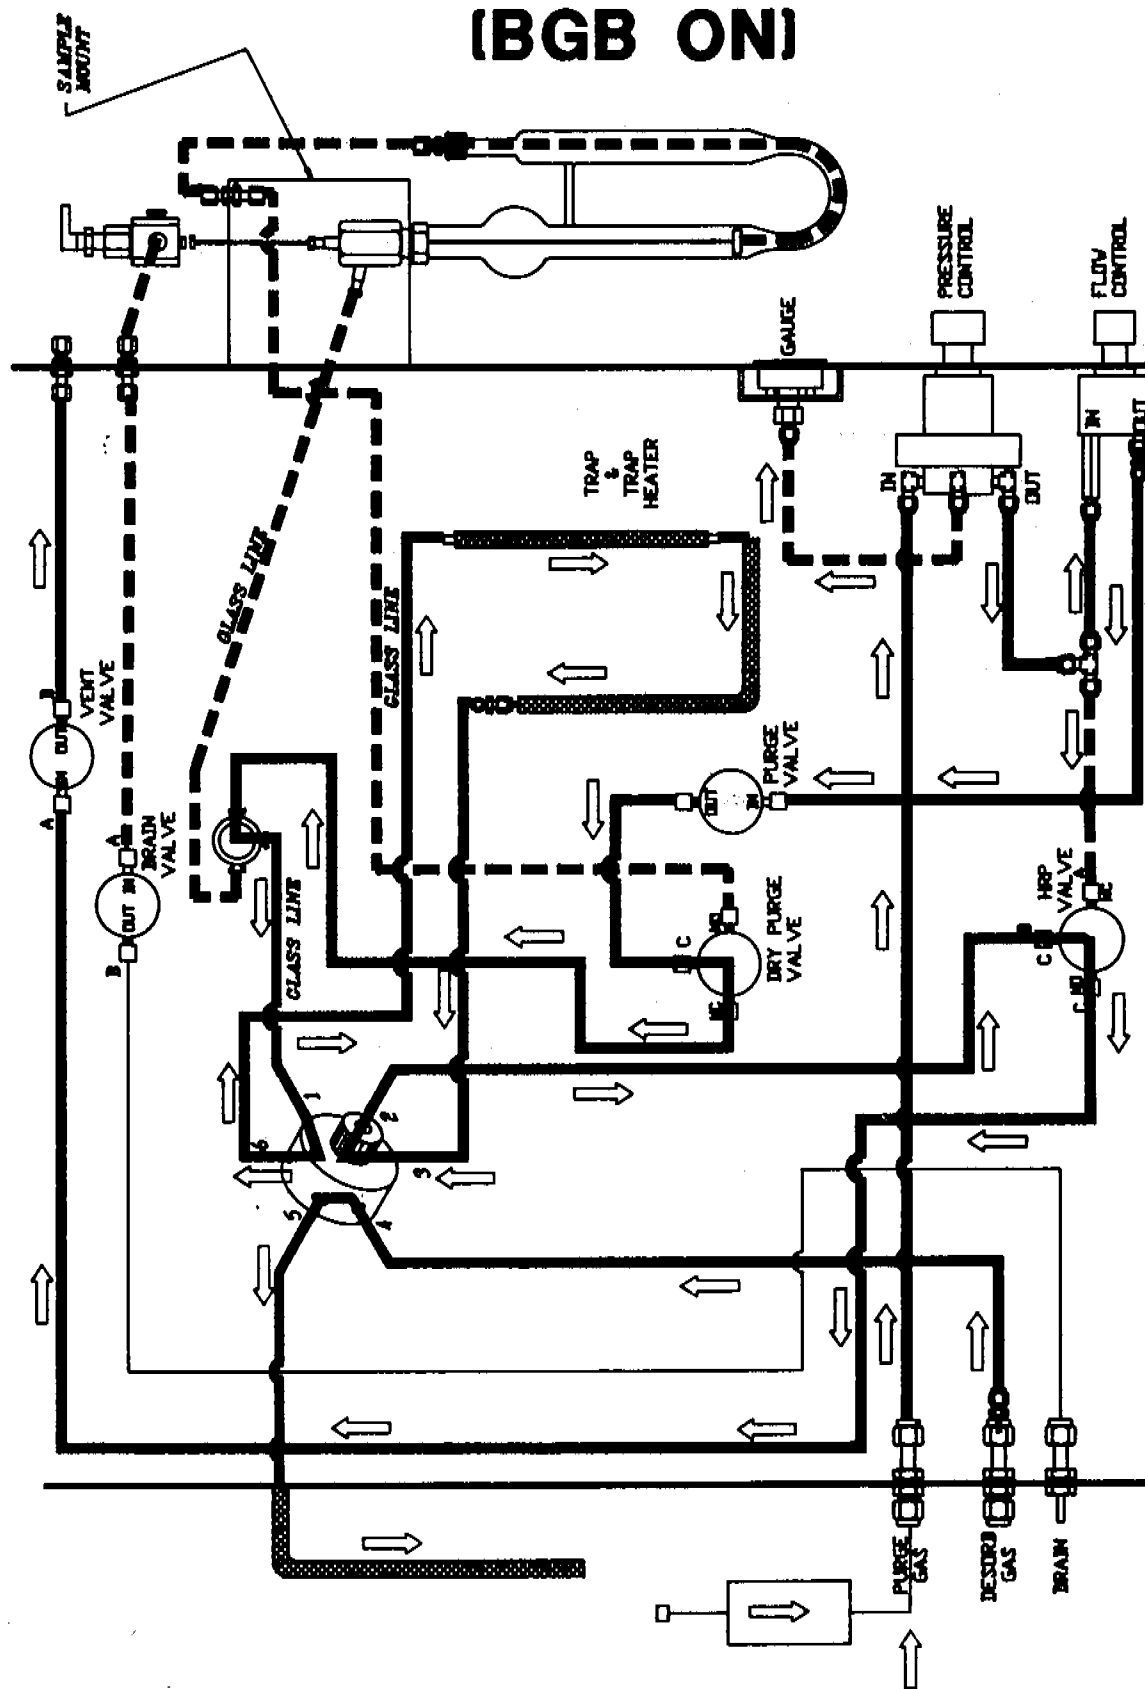 [BGB ON]
SAMPLE
MOUNT
PRESSURE
CONTROL
FLOW
CONTROL
GAUGE
IN
OUT
IN
OUT
TRAP
&
TRAP
HEATER
GLASS LINE
GLASS LINE
B
VENT
VALVE
OUT
IN
A
A
DRAIN
VALVE
IN
OUT
B
PURGE
VALVE
OUT
IN
GLASS LINE
NO
C
DRY PURGE
VALVE
NC
HRP
VALVE
A
NC
B
C
NO
C
1
2
3
4
5
6
PURGE
GAS
DESORB
GAS
DRAIN